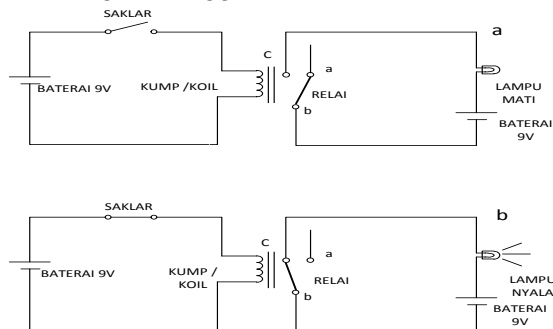 SAKLAR
a
C
a
BATERAI 9V
KUMP /KOIL
RELAI
LAMPU
MATI
b
BATERAI
9V
SAKLAR
b
C
a
BATERAI 9V
KUMP /
KOIL
RELAI
LAMPU
NYALA
b
BATERAI
9V